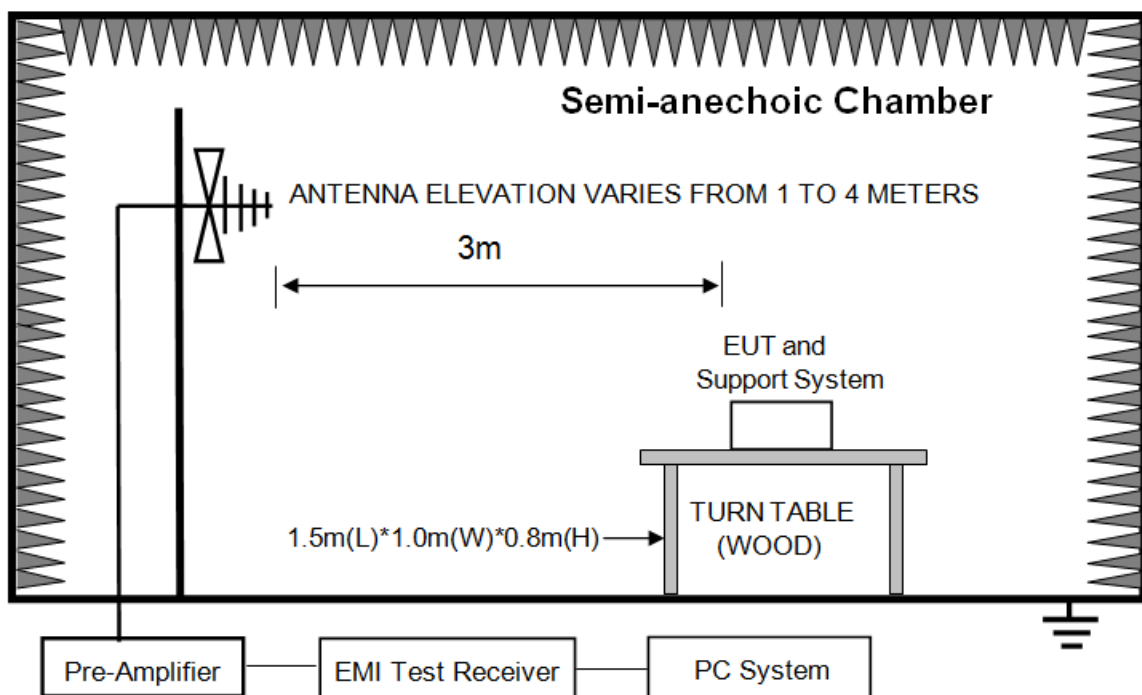 Semi-anechoic Chamber
ANTENNA ELEVATION VARIES FROM 1 TO 4 METERS
3m
EUT and
Support System
1.5m(L)*1.0m(W)*0.8m(H)
TURN TABLE
(WOOD)
Pre-Amplifier
EMI Test Receiver
PC System